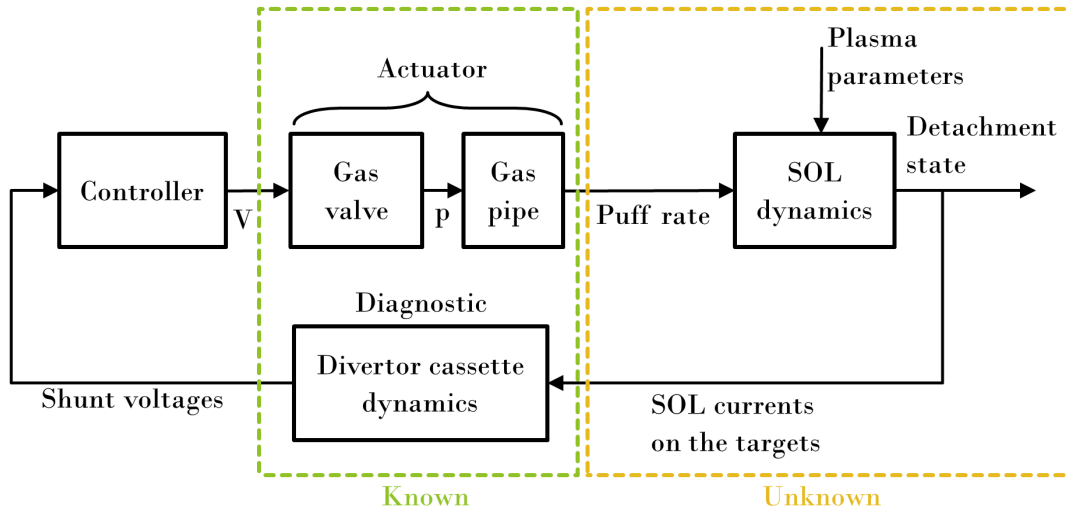 Plasma
parameters
Actuator
Detachment
state
Controller
V
Gas
valve
p
Gas
pipe
Puff rate
SOL
dynamics
Diagnostic
Divertor cassette
dynamics
Shunt voltages
SOL currents
on the targets
Known
Unknown